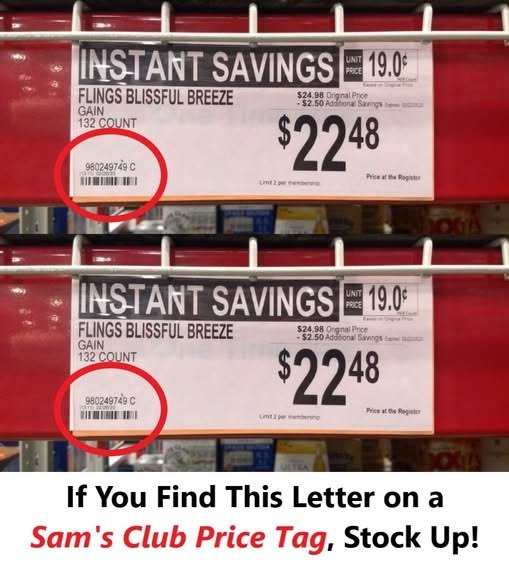 INSTANT SAVINGS UNIT PRICE 19.0¢
FLINGS BLISSFUL BREEZE
GAIN
132 COUNT
$24.98 Original Price
- $2.50 Additional Savings
$22 48
980249749 C
Limit 2 per membership
Price at the Register
INSTANT SAVINGS UNIT PRICE 19.0¢
FLINGS BLISSFUL BREEZE
GAIN
132 COUNT
$24.98 Original Price
- $2.50 Additional Savings
$22 48
980249749 C
Limit 2 per membership
Price at the Register
If You Find This Letter on a
Sam's Club Price Tag, Stock Up!